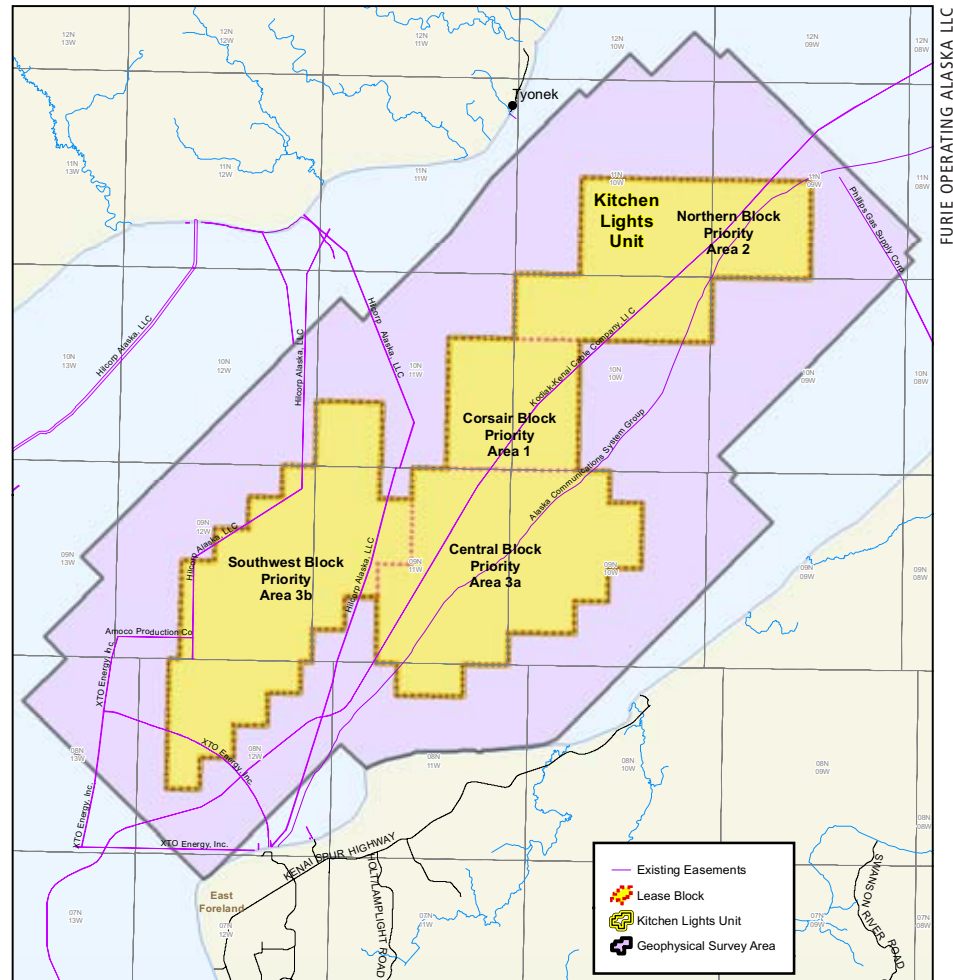 FURIE OPERATING ALASKA LLC
12N
13W
12N
12W
12N
11W
12N
10W
12N
09W
12N
08W
Tyonek
11N
13W
11N
12W
11N
11W
11N
10W
11N
09W
11N
08W
Kitchen
Lights
Unit
Northern Block
Priority
Area 2
Phillips Gas Supply Corp
Hilcorp Alaska, LLC
Hilcorp Alaska, LLC
Hilcorp Alaska, LLC
Kodiak-Kenai Cable Company, LLC
10N
13W
10N
12W
10N
11W
10N
10W
10N
09W
10N
08W
Corsair Block
Priority
Area 1
Alaska Communications System Group
09N
13W
09N
12W
Hilcorp Alaska, LLC
Southwest Block
Priority
Area 3b
Hilcorp Alaska, LLC
09N
11W
Central Block
Priority
Area 3a
09N
10W
09N
09W
09N
08W
Amoco Production Co
XTO Energy, Inc.
XTO Energy, Inc.
XTO Energy, Inc.
XTO Energy, Inc.
08N
13W
08N
12W
08N
11W
08N
10W
08N
09W
08N
08W
KENAI SPUR HIGHWAY
HOLT/LAMPLIGHT ROAD
SWANSON RIVER ROAD
East
Foreland
07N
13W
07N
12W
07N
11W
07N
09W
07N
08W
Existing Easements
Lease Block
Kitchen Lights Unit
Geophysical Survey Area